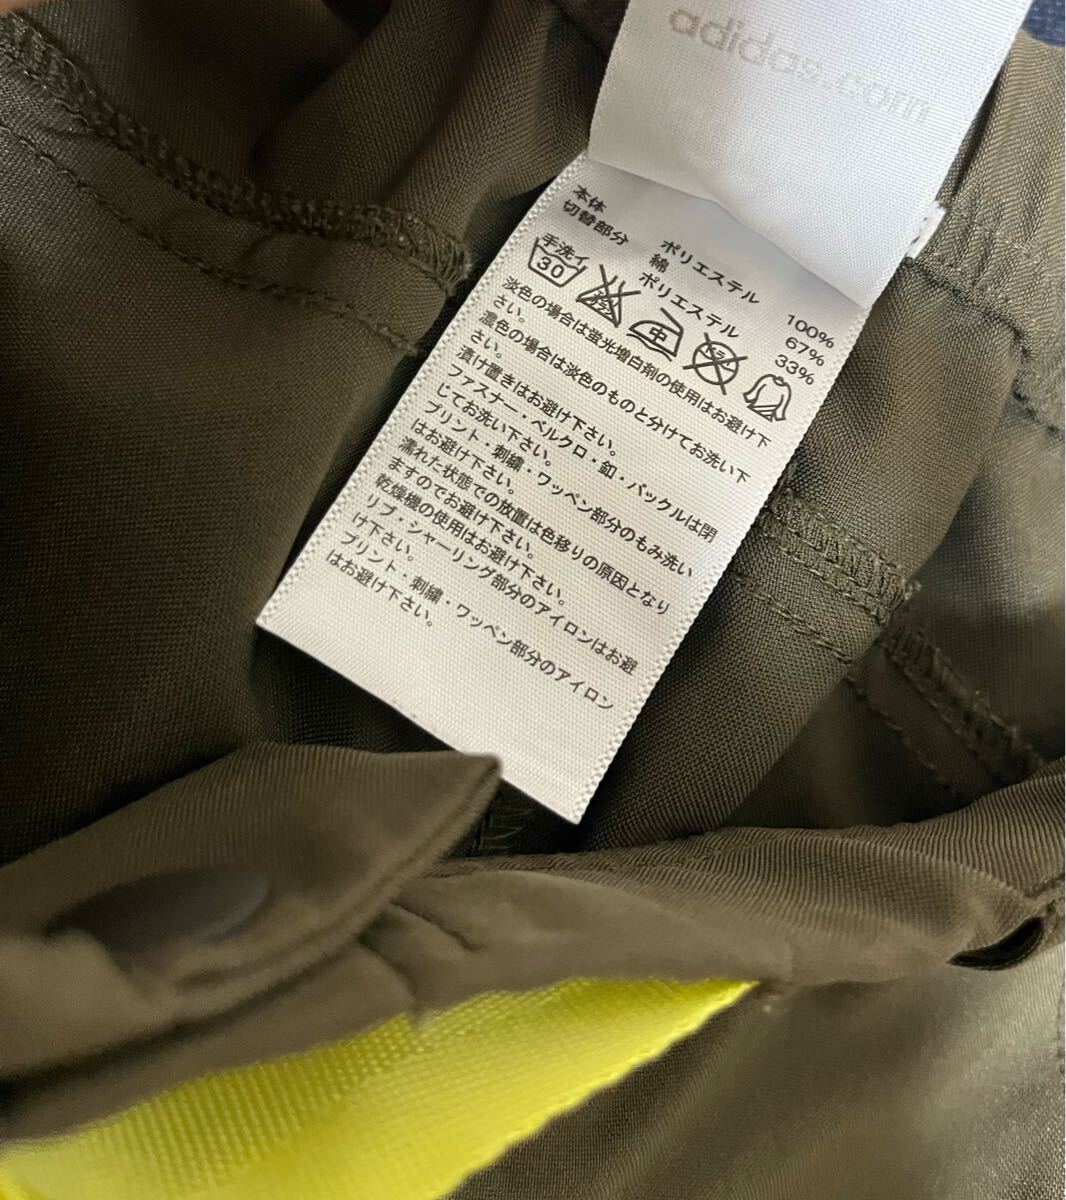 adidas.com
本体 ポリエステル 100%
切替部分 綿 67%
ポリエステル 33%
手洗イ
30 中
淡色の場合は蛍光増白剤の使用はお避け下
さい。
濃色の場合は淡色のものと分けてお洗い下
さい。
漬け置きはお避け下さい。
ファスナー・ベルクロ・釦・バックルは閉
じてお洗い下さい。
プリント・刺繍・ワッペン部分のもみ洗い
はお避け下さい。
濡れた状態での放置は色移りの原因となり
ますのでお避け下さい。
乾燥機の使用はお避け下さい。
リブ・シャーリング部分のアイロンはお避
け下さい。
プリント・刺繍・ワッペン部分のアイロン
はお避け下さい。